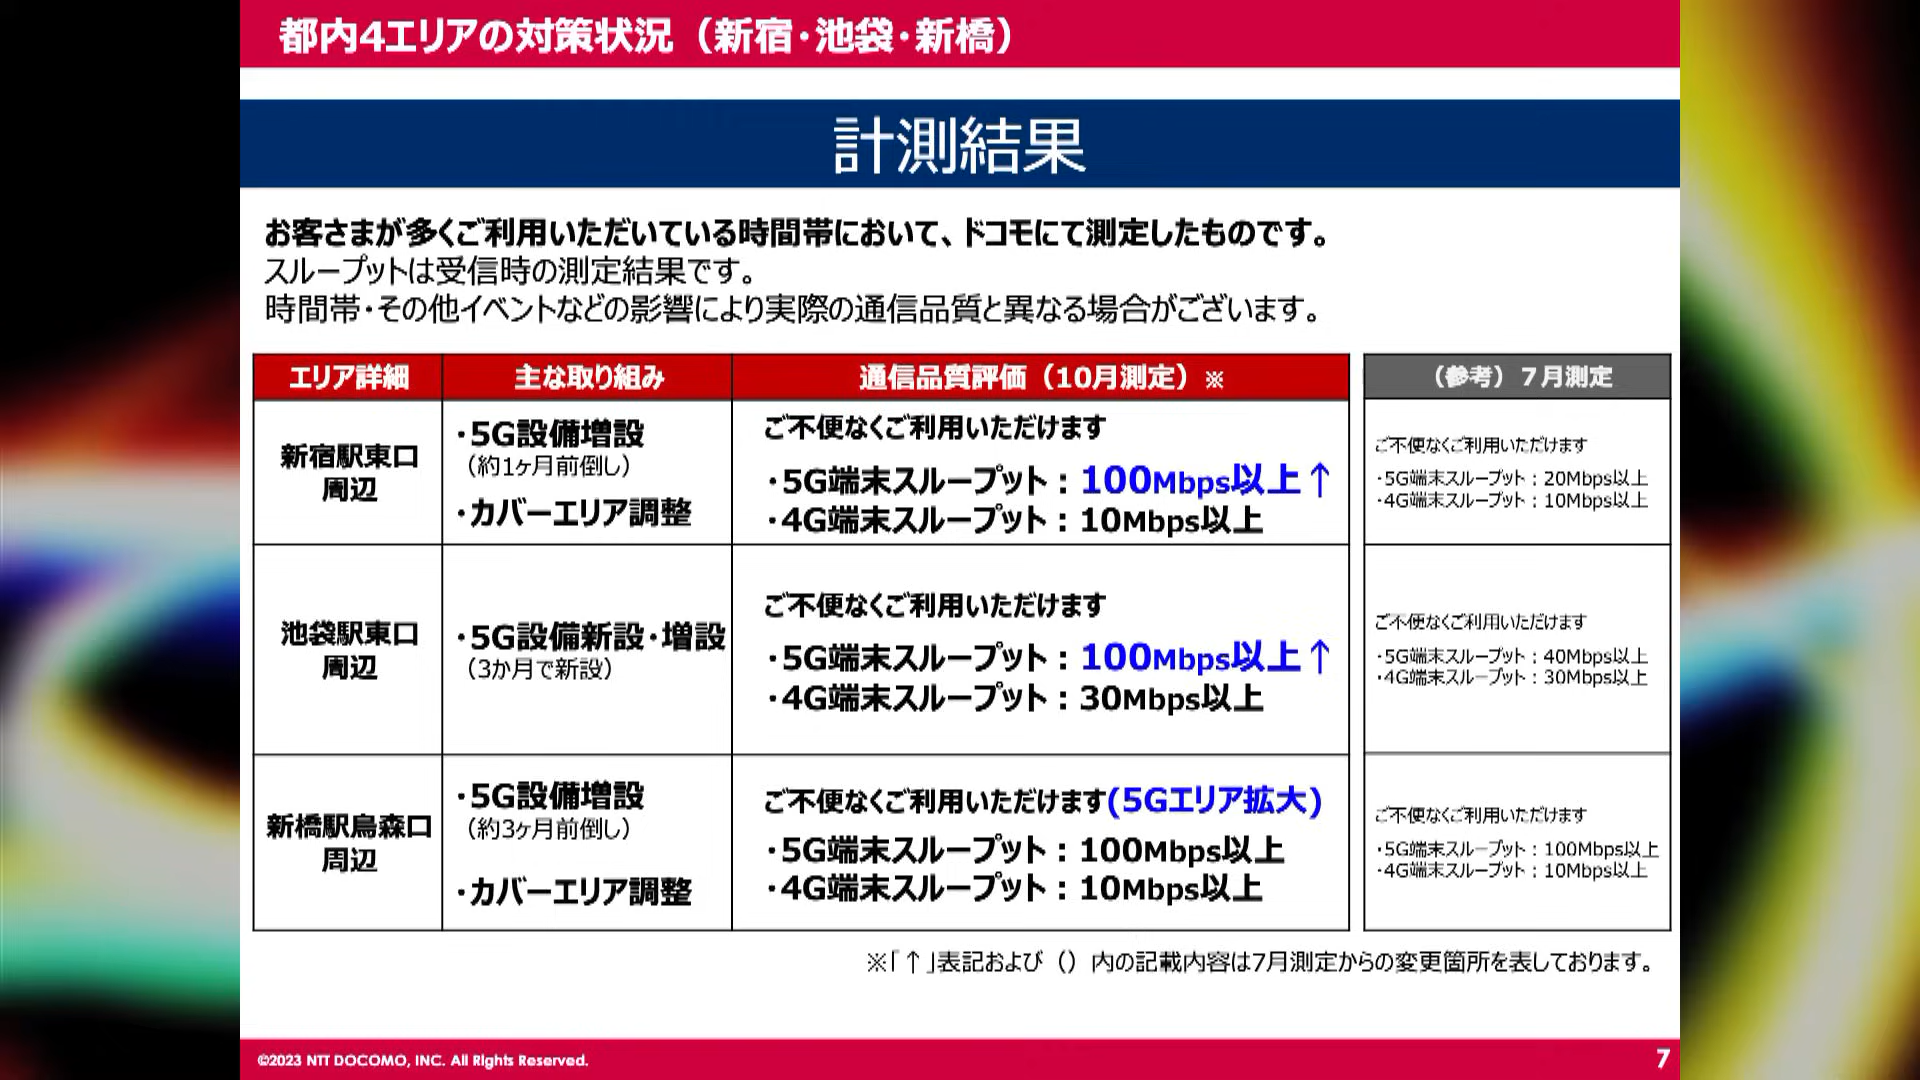 都内4エリアの対策状況（新宿・池袋・新橋）
計測結果
お客さまが多くご利用いただいている時間帯において、ドコモにて測定したものです。
スループットは受信時の測定結果です。
時間帯・その他イベントなどの影響により実際の通信品質と異なる場合がございます。
エリア詳細
主な取り組み
通信品質評価（10月測定）※
（参考）７月測定
新宿駅東口
周辺
・5G設備増設
（約1ヶ月前倒し）
・カバーエリア調整
ご不便なくご利用いただけます
・5G端末スループット：100Mbps以上↑
・4G端末スループット：10Mbps以上
ご不便なくご利用いただけます
・5G端末スループット：20Mbps以上
・4G端末スループット：10Mbps以上
池袋駅東口
周辺
・5G設備新設・増設
（3か月で新設）
ご不便なくご利用いただけます
・5G端末スループット：100Mbps以上↑
・4G端末スループット：30Mbps以上
ご不便なくご利用いただけます
・5G端末スループット：40Mbps以上
・4G端末スループット：30Mbps以上
新橋駅烏森口
周辺
・5G設備増設
（約3ヶ月前倒し）
・カバーエリア調整
ご不便なくご利用いただけます(5Gエリア拡大)
・5G端末スループット：100Mbps以上
・4G端末スループット：10Mbps以上
ご不便なくご利用いただけます
・5G端末スループット：100Mbps以上
・4G端末スループット：10Mbps以上
※「↑」表記および（）内の記載内容は7月測定からの変更箇所を表しております。
©2023 NTT DOCOMO, INC. All Rights Reserved.
7